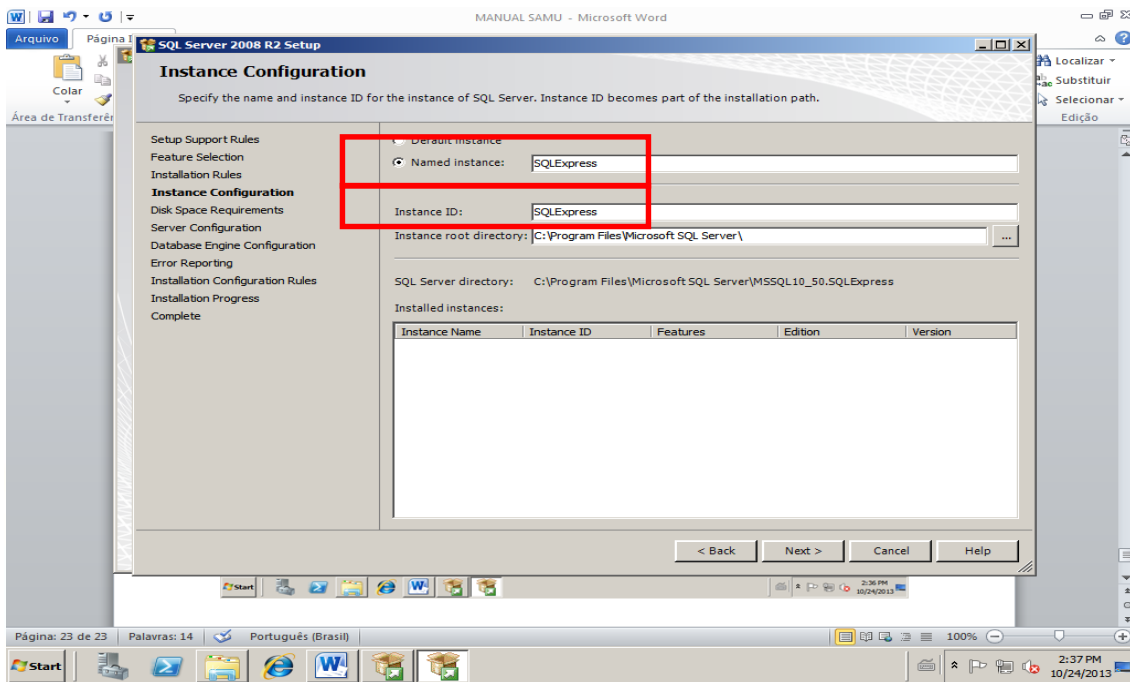 MANUAL SAMU - Microsoft Word
Arquivo
Página I
Colar
Área de Transferêr
Localizar
Substituir
Selecionar
Edição
SQL Server 2008 R2 Setup
Instance Configuration
Specify the name and instance ID for the instance of SQL Server. Instance ID becomes part of the installation path.
Setup Support Rules
Feature Selection
Installation Rules
Instance Configuration
Disk Space Requirements
Server Configuration
Database Engine Configuration
Error Reporting
Installation Configuration Rules
Installation Progress
Complete
Default instance
Named instance: SQLExpress
Instance ID: SQLExpress
Instance root directory: C:\Program Files\Microsoft SQL Server\ ...
SQL Server directory: C:\Program Files\Microsoft SQL Server\MSSQL10_50.SQLExpress
Installed instances:
Instance Name Instance ID Features Edition Version
< Back Next > Cancel Help
Start 2:36 PM
10/24/2013
Página: 23 de 23 Palavras: 14 Português (Brasil) 100%
Start 2:37 PM
10/24/2013